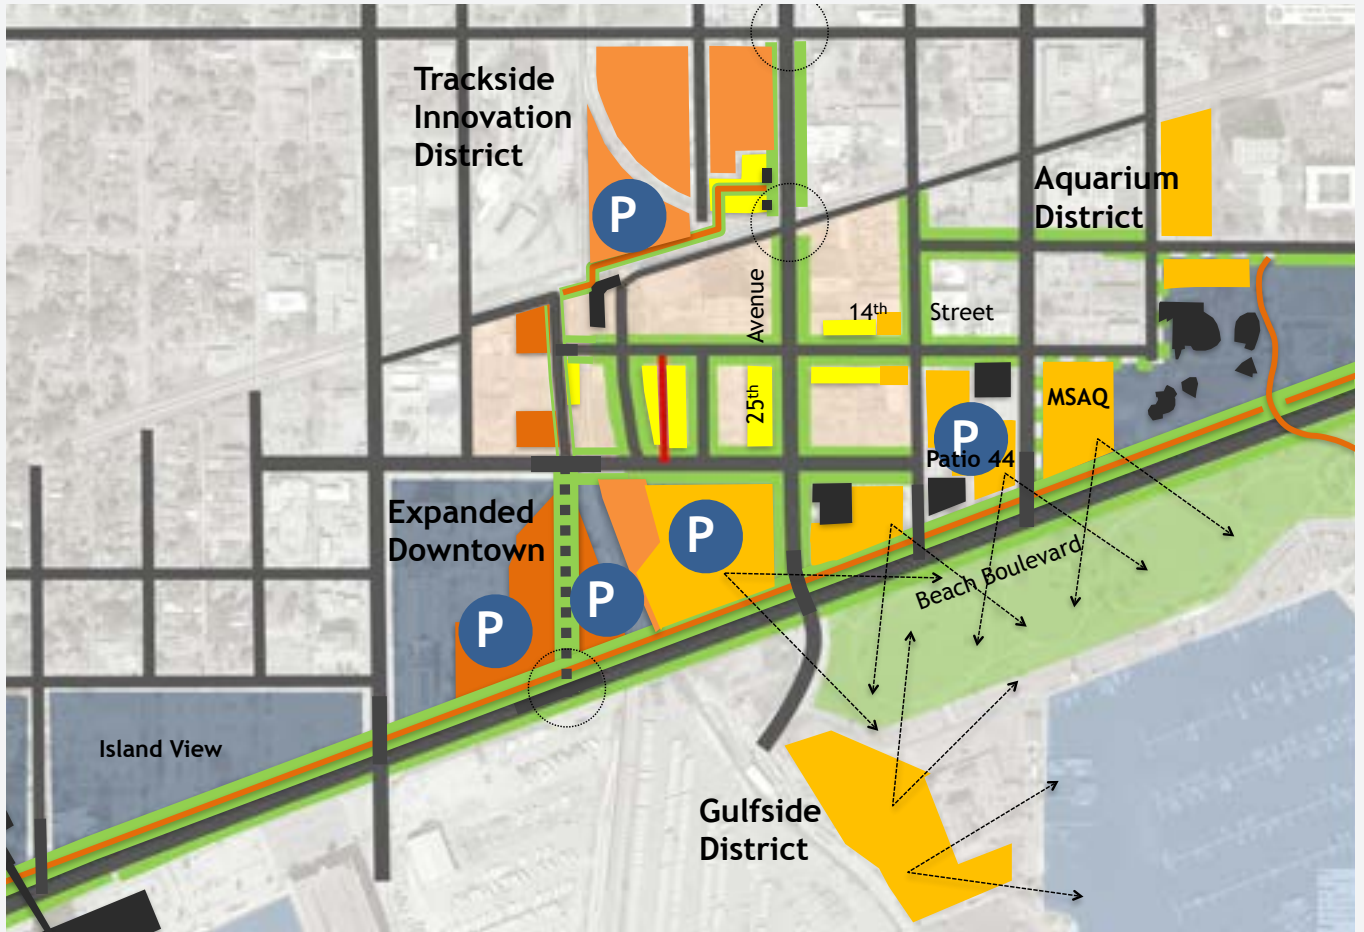 Trackside
Innovation
District
P
Aquarium
District
Avenue
14th
Street
25th
MSAQ
P
Patio 44
Expanded
Downtown
P
P
P
Beach Boulevard
Island View
Gulfside
District